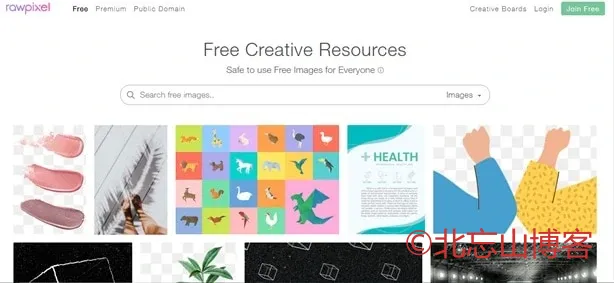 rawpixel
Free Premium Public Domain
Creative Boards Login Join Free
Free Creative Resources
Safe to use Free Images for Everyone
Search free images..
Images
+ HEALTH
©北忘山博客